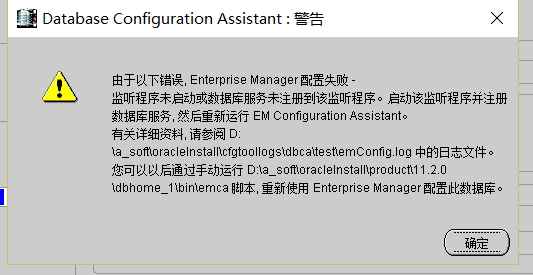 Database Configuration Assistant : 警告
由于以下错误, Enterprise Manager 配置失败 -
监听程序未启动或数据库服务未注册到该监听程序。启动该监听程序并注册
数据库服务, 然后重新运行 EM Configuration Assistant。
有关详细资料, 请参阅 D:
\a_soft\oracleInstall\cfgtoollogs\dbca\test\emConfig.log 中的日志文件。
您可以以后通过手动运行 D:\a_soft\oracleInstall\product\11.2.0
\dbhome_1\bin\emca 脚本, 重新使用 Enterprise Manager 配置此数据库。
确定